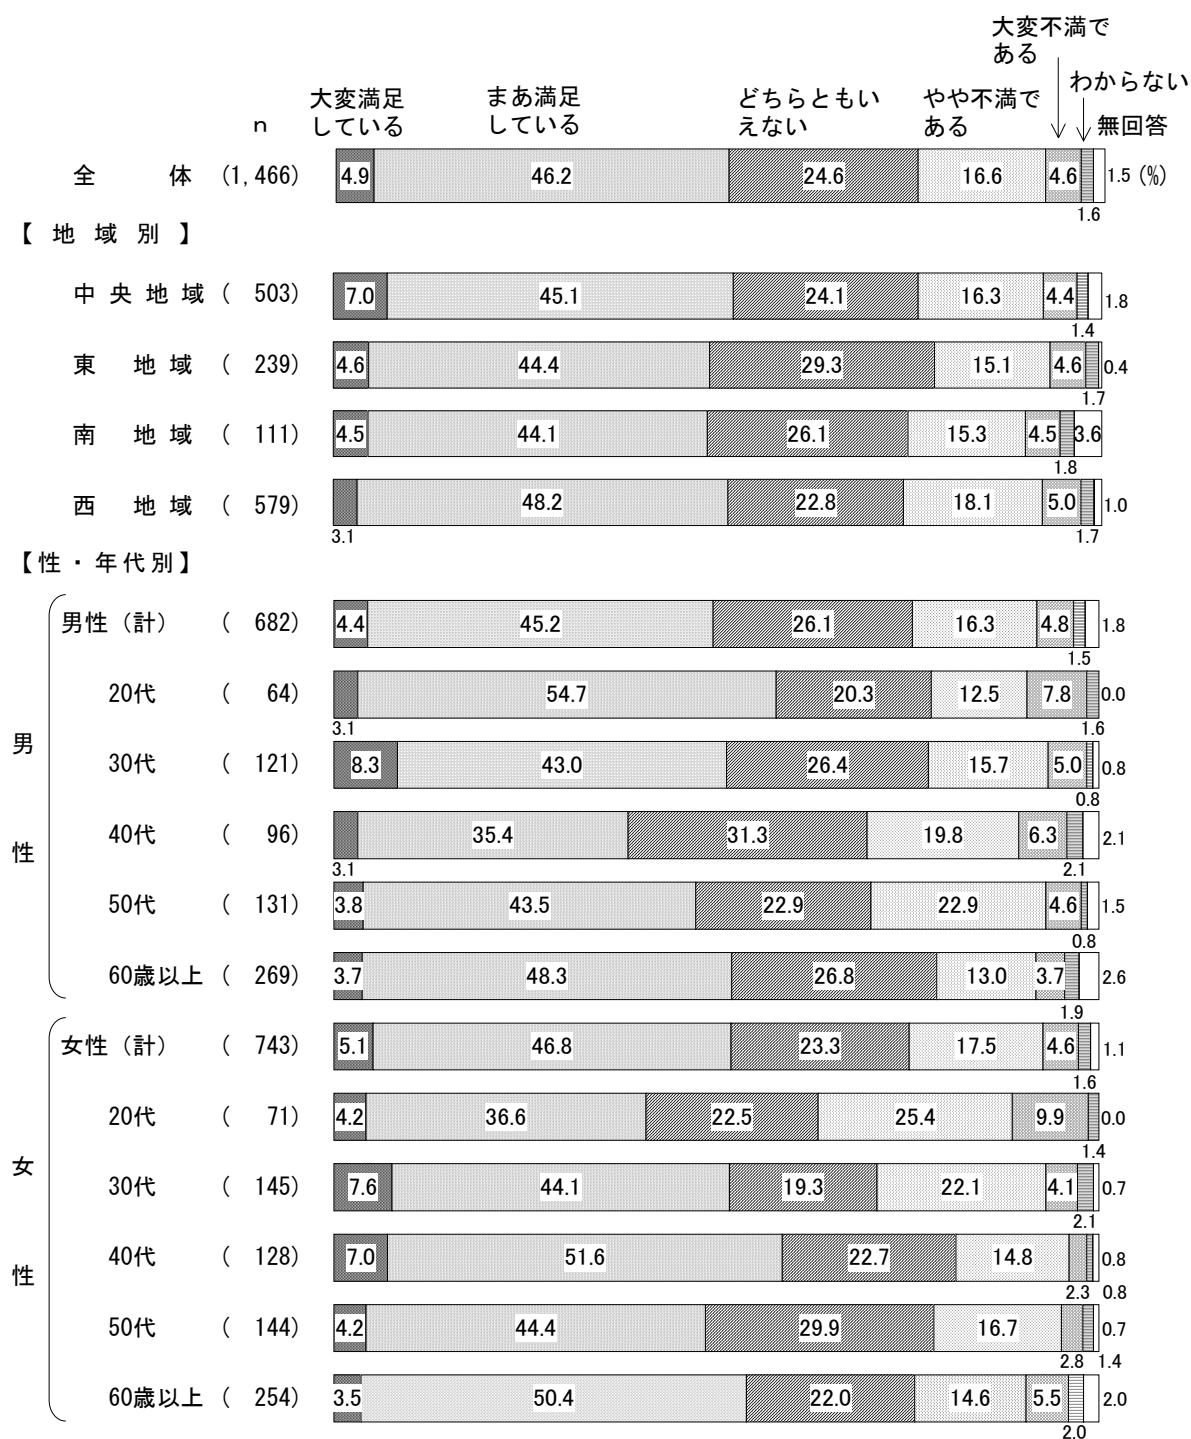 大変不満で
ある
わからない
大変満足
している
まあ満足
している
どちらともい
えない
やや不満で
ある
無回答
n
全 体 (1,466) 4.9 46.2 24.6 16.6 4.6 1.5 (%)
1.6
【 地 域 別 】
中 央 地 域 ( 503) 7.0 45.1 24.1 16.3 4.4 1.8
1.4
東 地 域 ( 239) 4.6 44.4 29.3 15.1 4.6 0.4
1.7
南 地 域 ( 111) 4.5 44.1 26.1 15.3 4.5 3.6
1.8
西 地 域 ( 579) 48.2 22.8 18.1 5.0 1.0
3.1 1.7
【性・年代別】
男性（計） ( 682) 4.4 45.2 26.1 16.3 4.8 1.8
1.5
20代 ( 64) 54.7 20.3 12.5 7.8 0.0
3.1 1.6
男
30代 ( 121) 8.3 43.0 26.4 15.7 5.0 0.8
0.8
40代 ( 96) 35.4 31.3 19.8 6.3 2.1
性
3.1 2.1
50代 ( 131) 3.8 43.5 22.9 22.9 4.6 1.5
0.8
60歳以上 ( 269) 3.7 48.3 26.8 13.0 3.7 2.6
1.9
女性（計） ( 743) 5.1 46.8 23.3 17.5 4.6 1.1
1.6
20代 ( 71) 4.2 36.6 22.5 25.4 9.9 0.0
1.4
女
30代 ( 145) 7.6 44.1 19.3 22.1 4.1 0.7
2.1
40代 ( 128) 7.0 51.6 22.7 14.8 0.8
性
2.3 0.8
50代 ( 144) 4.2 44.4 29.9 16.7 0.7
2.8 1.4
60歳以上 ( 254) 3.5 50.4 22.0 14.6 5.5 2.0
2.0